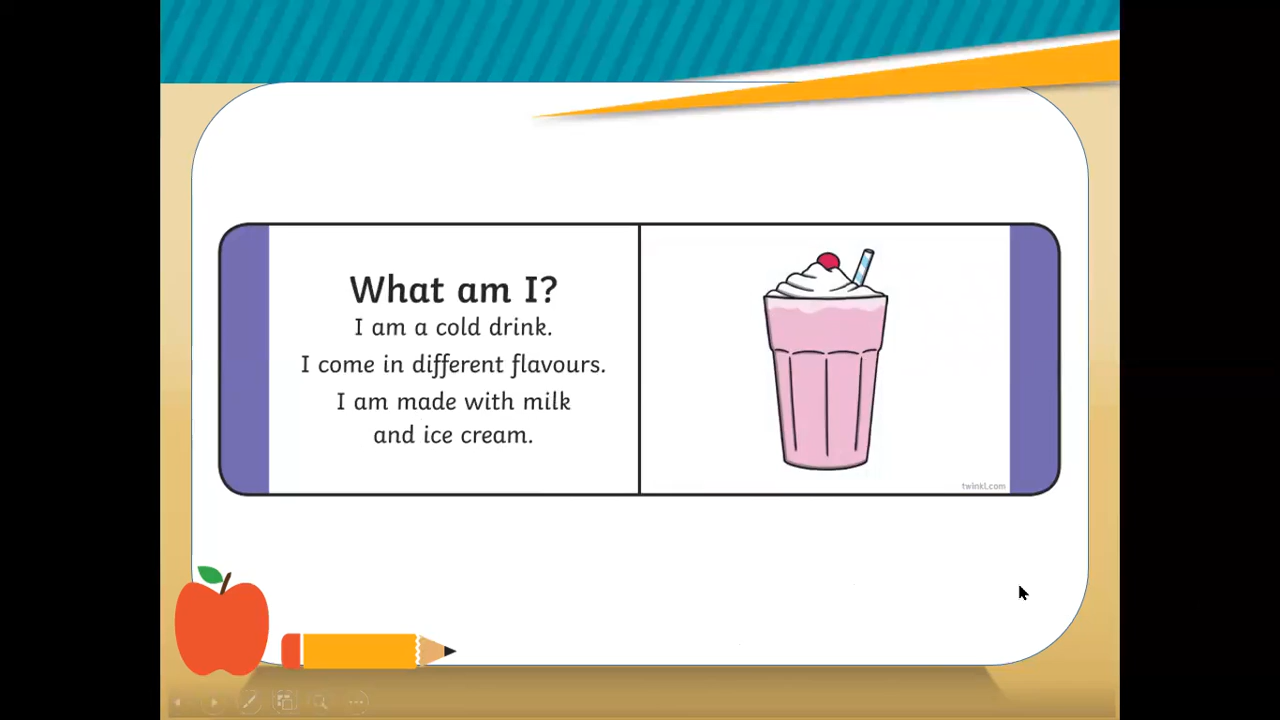 What am I?
I am a cold drink.
I come in different flavours.
I am made with milk
and ice cream.
twinkl.com